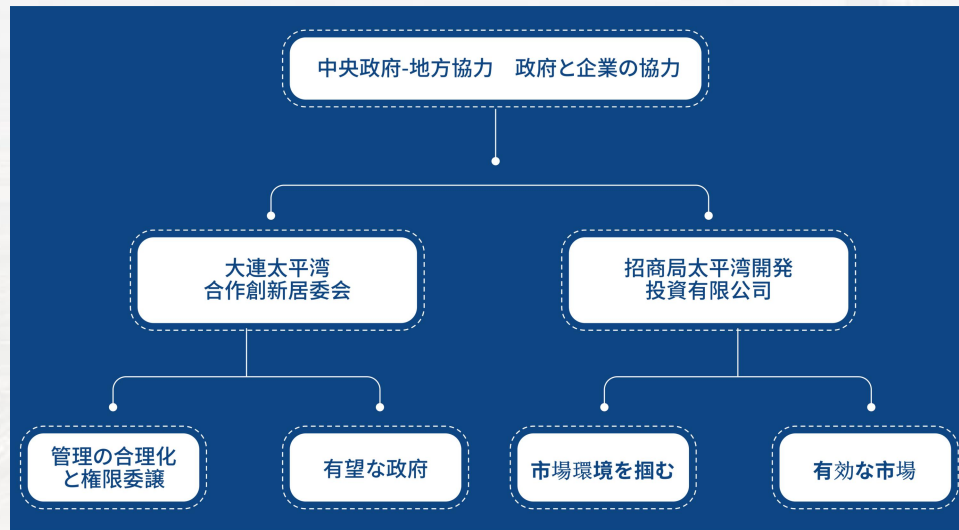 中央政府-地方協力　政府と企業の協力
大連太平湾
合作創新居委会
招商局太平湾開発
投資有限公司
管理の合理化
と権限委譲
有望な政府
市場環境を掴む
有効な市場